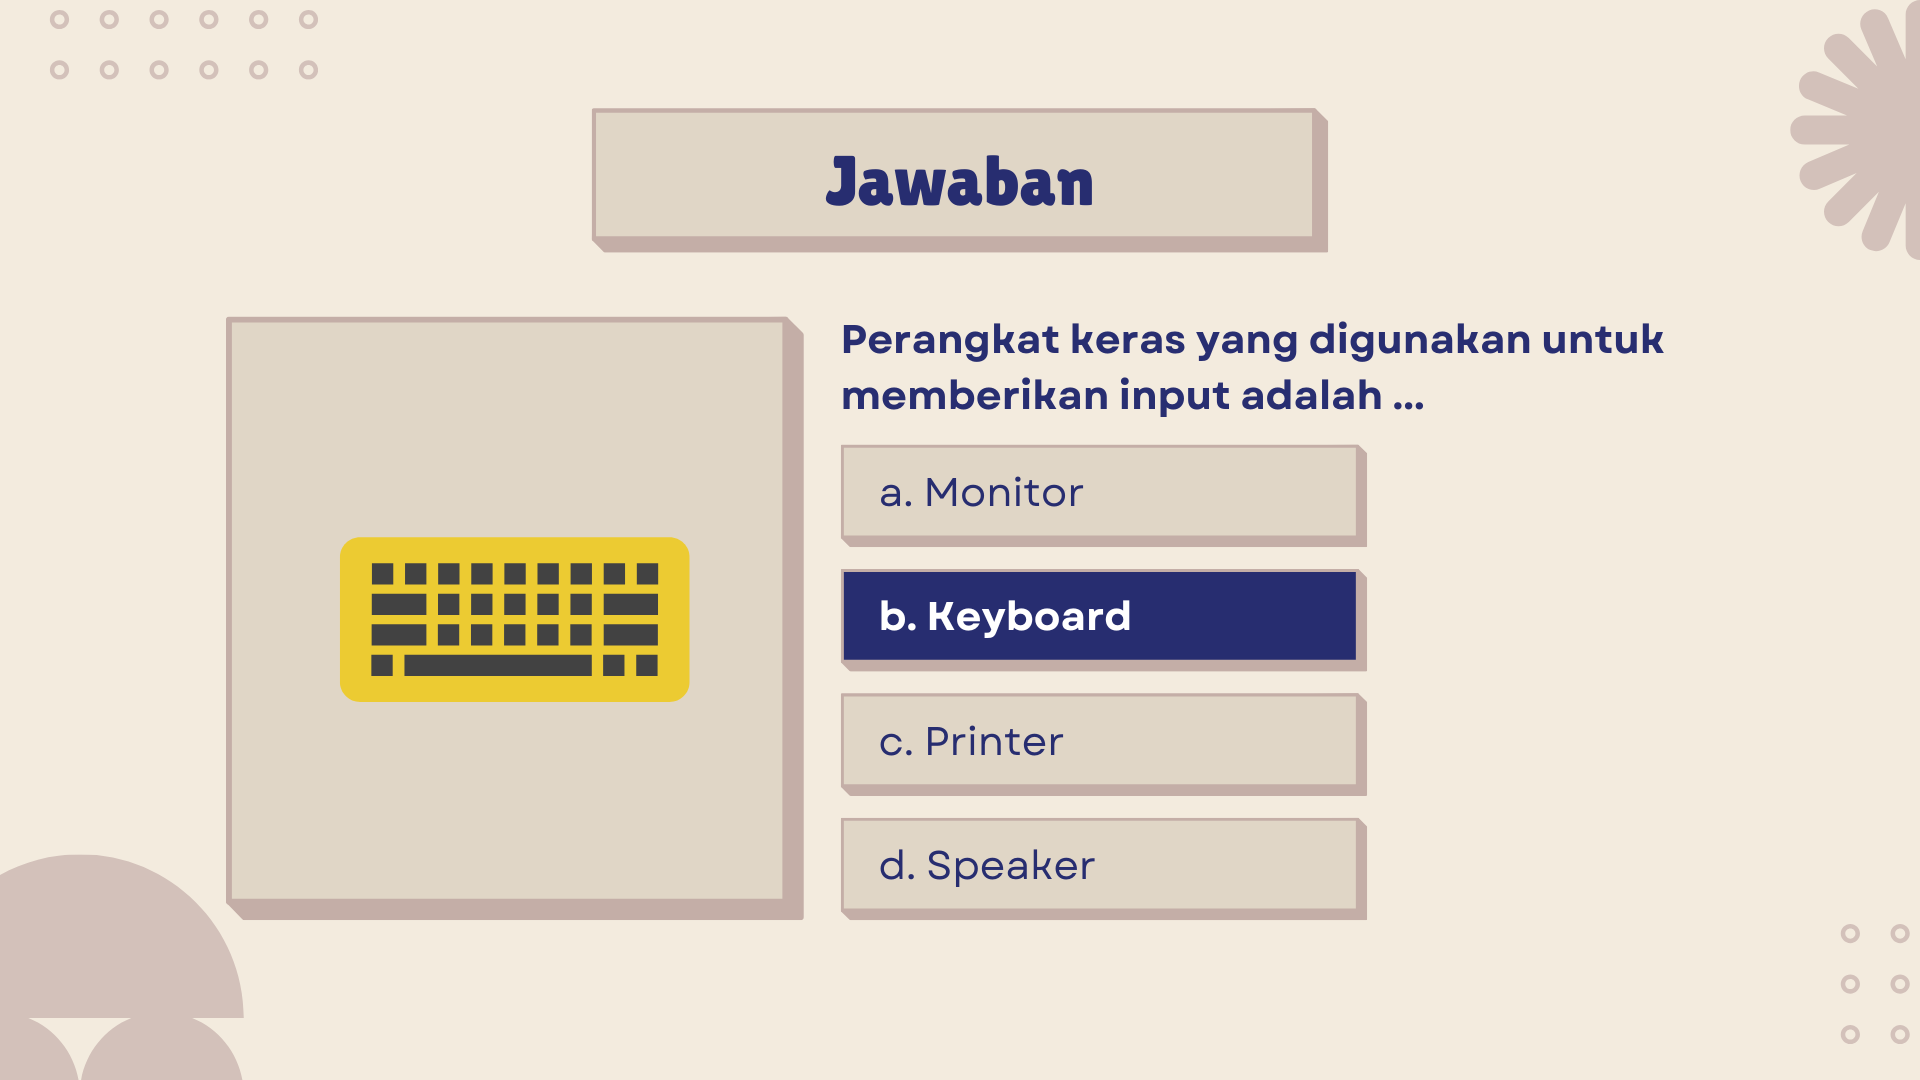 Jawaban
Perangkat keras yang digunakan untuk
memberikan input adalah ...
a. Monitor
b. Keyboard
c. Printer
d. Speaker